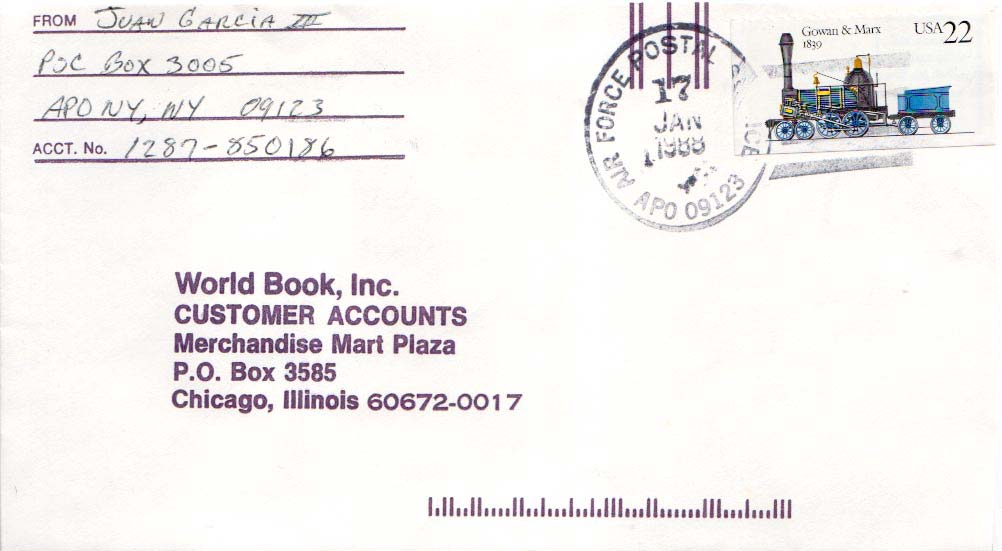 FROM Juan Garcia III
PSC Box 3005
APO NY, NY 09123
ACCT. No. 1287-850186
AIR FORCE POSTAL
17
JAN
1988
APO 09123
Gowan & Marx
1839
USA 22
World Book, Inc.
CUSTOMER ACCOUNTS
Merchandise Mart Plaza
P.O. Box 3585
Chicago, Illinois 60672-0017